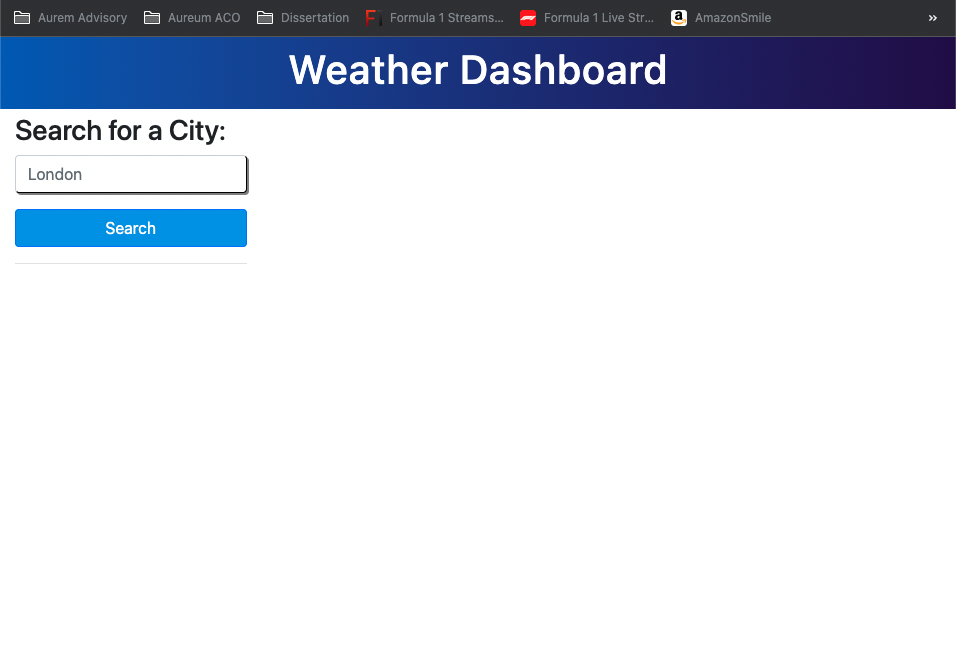 Aurem Advisory Aureum ACO Dissertation Formula 1 Streams... Formula 1 Live Str... a AmazonSmile »
Weather Dashboard
Search for a City:
London
Search